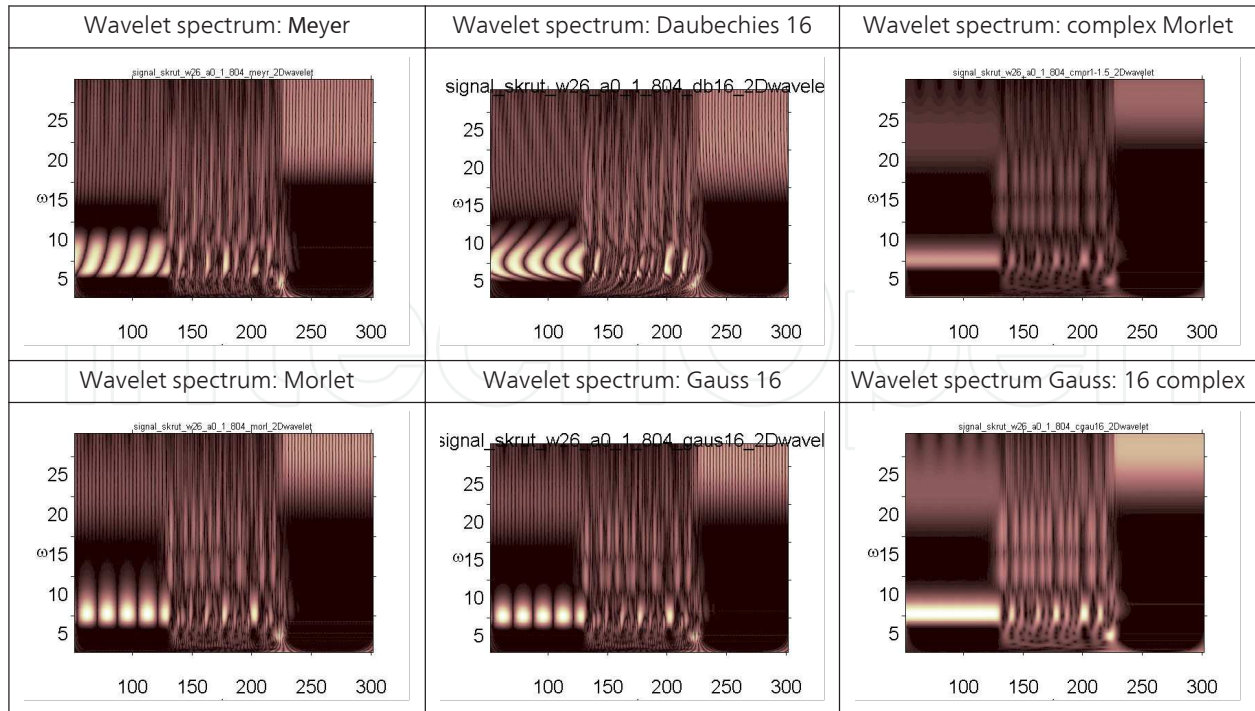 Wavelet spectrum: Meyer
Wavelet spectrum: Daubechies 16
Wavelet spectrum: complex Morlet
signal_skrut_w26_a0_1_804_meyr_2Dwavelet
signal_skrut_w26_a0_1_804_db16_2Dwavele
signal_skrut_w26_a0_1_804_cmpr1-1.5_2Dwavelet
25
20
ω15
10
5
100 150 200 250 300
25
20
ω15
10
5
100 150 200 250 300
25
20
ω15
10
5
100 150 200 250 300
Wavelet spectrum: Morlet
Wavelet spectrum: Gauss 16
Wavelet spectrum Gauss: 16 complex
signal_skrut_w26_a0_1_804_morl_2Dwavelet
signal_skrut_w26_a0_1_804_gaus16_2Dwavel
signal_skrut_w26_a0_1_804_cgau16_2Dwavelet
25
20
ω15
10
5
100 150 200 250 300
25
20
ω15
10
5
100 150 200 250 300
25
20
ω15
10
5
100 150 200 250 300
intechopen